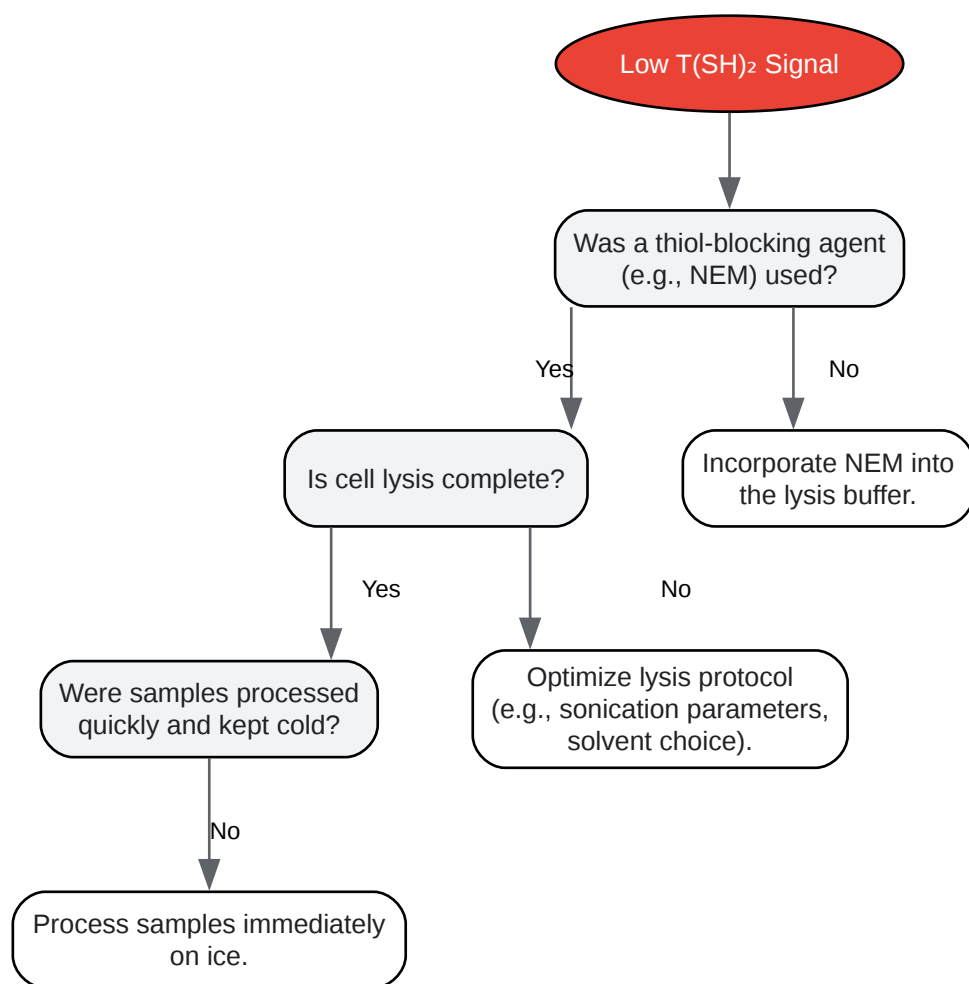 Low T(SH)₂ Signal
Was a thiol-blocking agent
(e.g., NEM) used?
Yes
No
Is cell lysis complete?
Incorporate NEM into
the lysis buffer.
Yes
No
Were samples processed
quickly and kept cold?
Optimize lysis protocol
(e.g., sonication parameters,
solvent choice).
No
Process samples immediately
on ice.